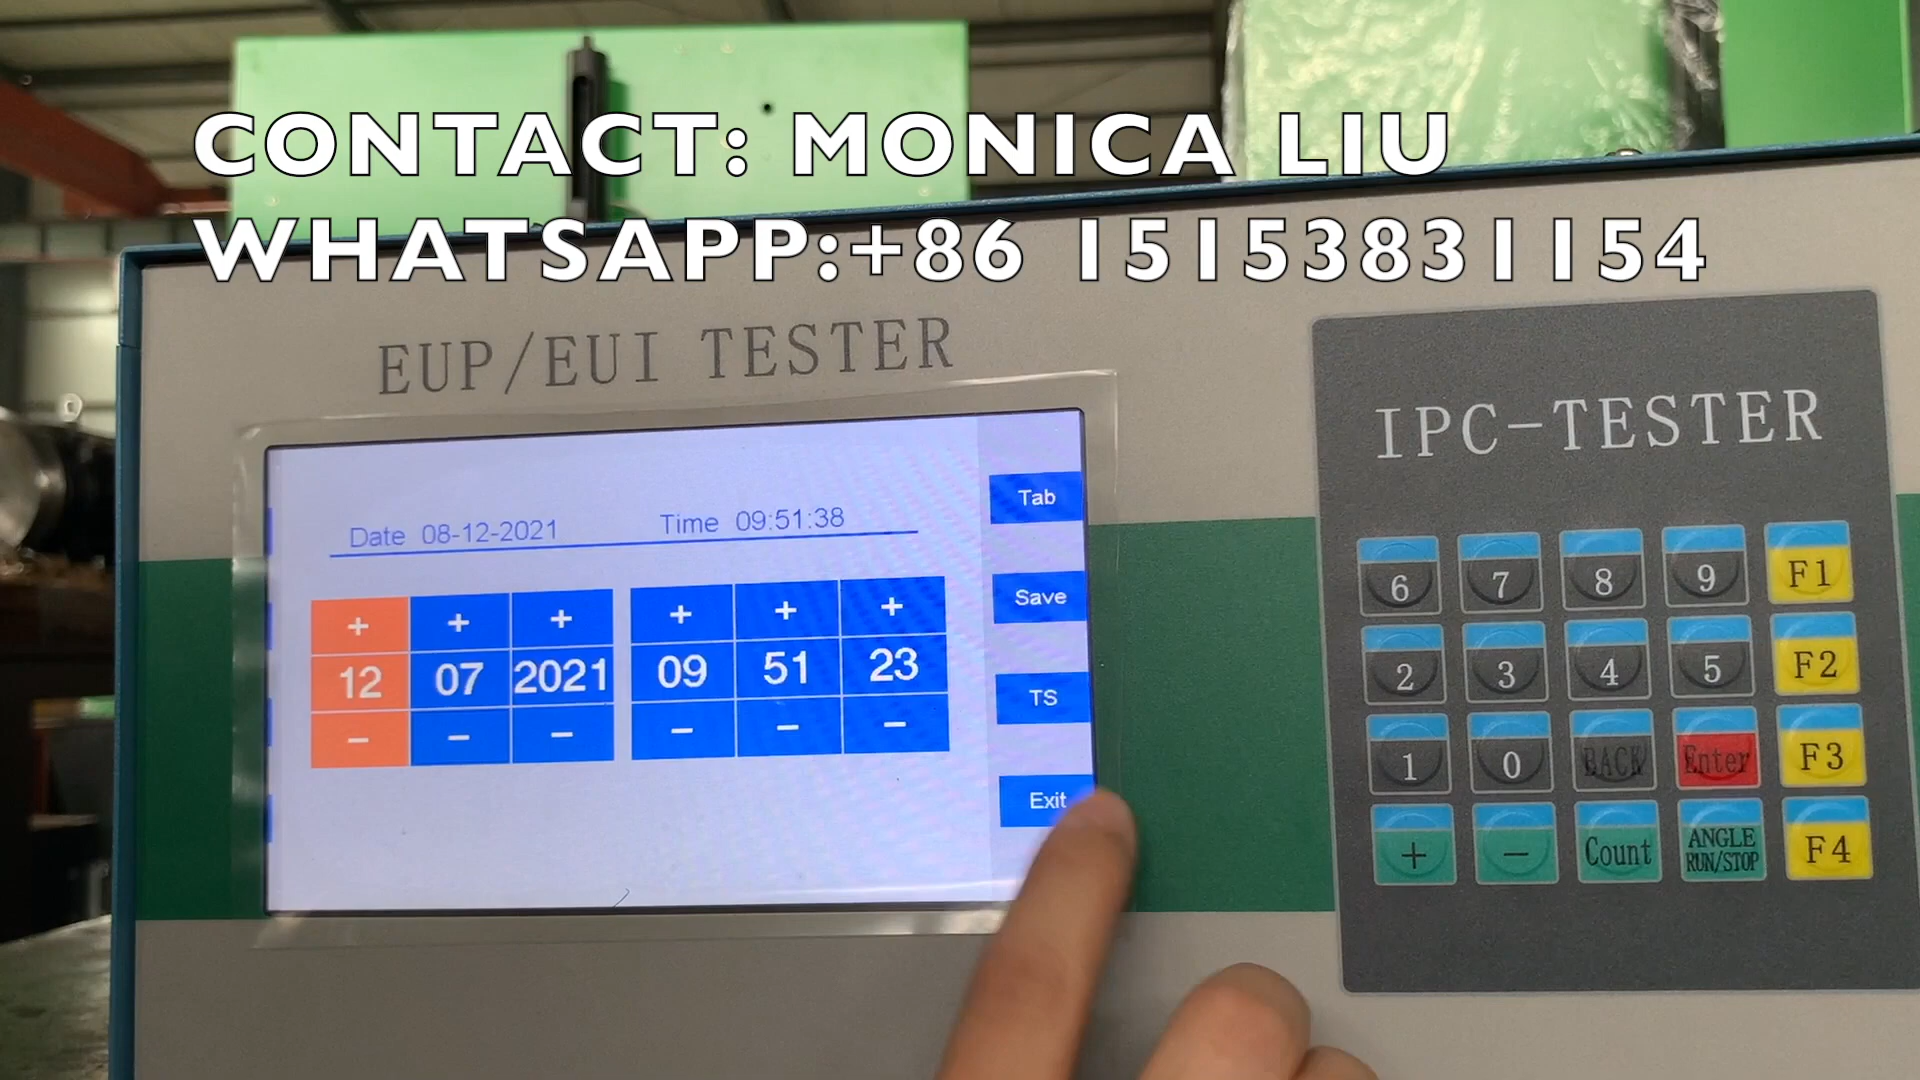 CONTACT: MONICA LIU
WHATSAPP:+86 15153831154
EUP/EUI TESTER
IPC-TESTER
Date 08-12-2021 Time 09:51:38
+ + + + + +
12 07 2021 09 51 23
- - - - - -
Tab
Save
TS
Exit
6 7 8 9 F1
2 3 4 5 F2
1 0 BACK Enter F3
+ - Count ANGLE RUN/STOP F4